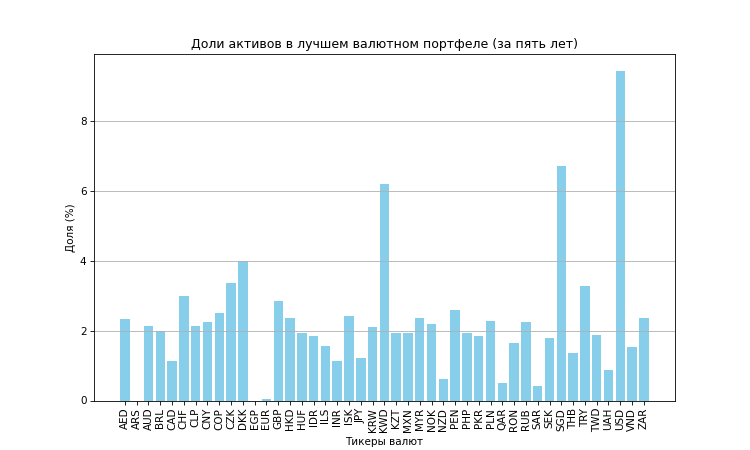 Доли активов в лучшем валютном портфеле (за пять лет)
Доля (%)
8
6
4
2
0
AED ARS AUD BRL CAD CHF CLP CNY COP CZK DKK EGP EUR GBP HKD HUF IDR ILS INR ISK JPY KRW KWD KZT MXN MYR NOK NZD PEN PHP PKR PLN QAR RON RUB SAR SEK SGD THB TRY TWD UAH USD VND ZAR
Тикеры валют